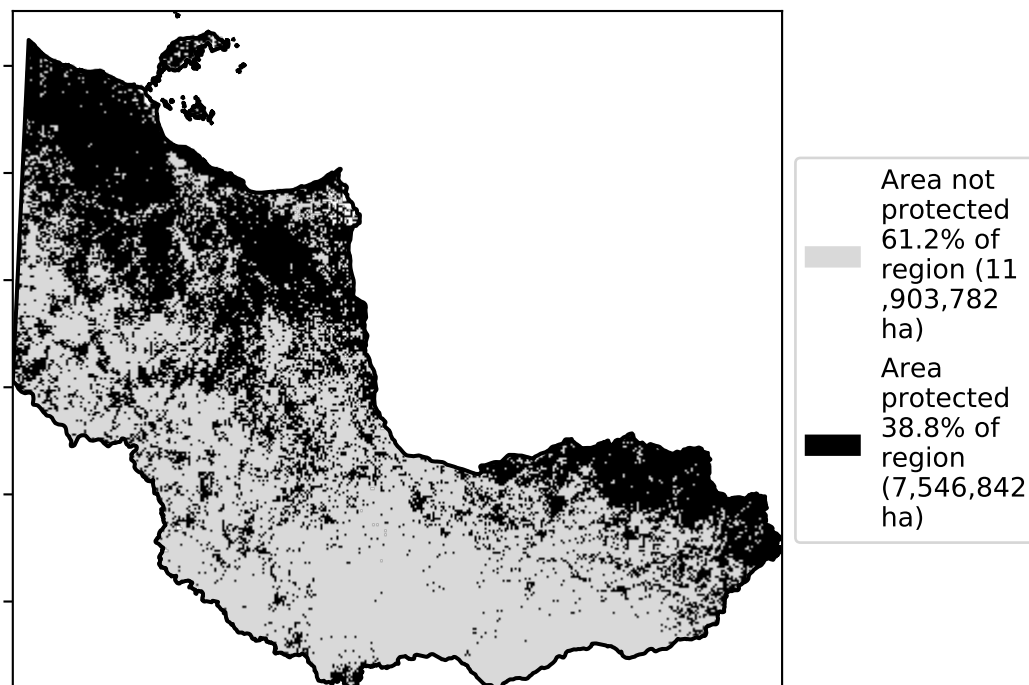 Area not
protected
61.2% of
region (11
,903,782
ha)
Area
protected
38.8% of
region
(7,546,842
ha)